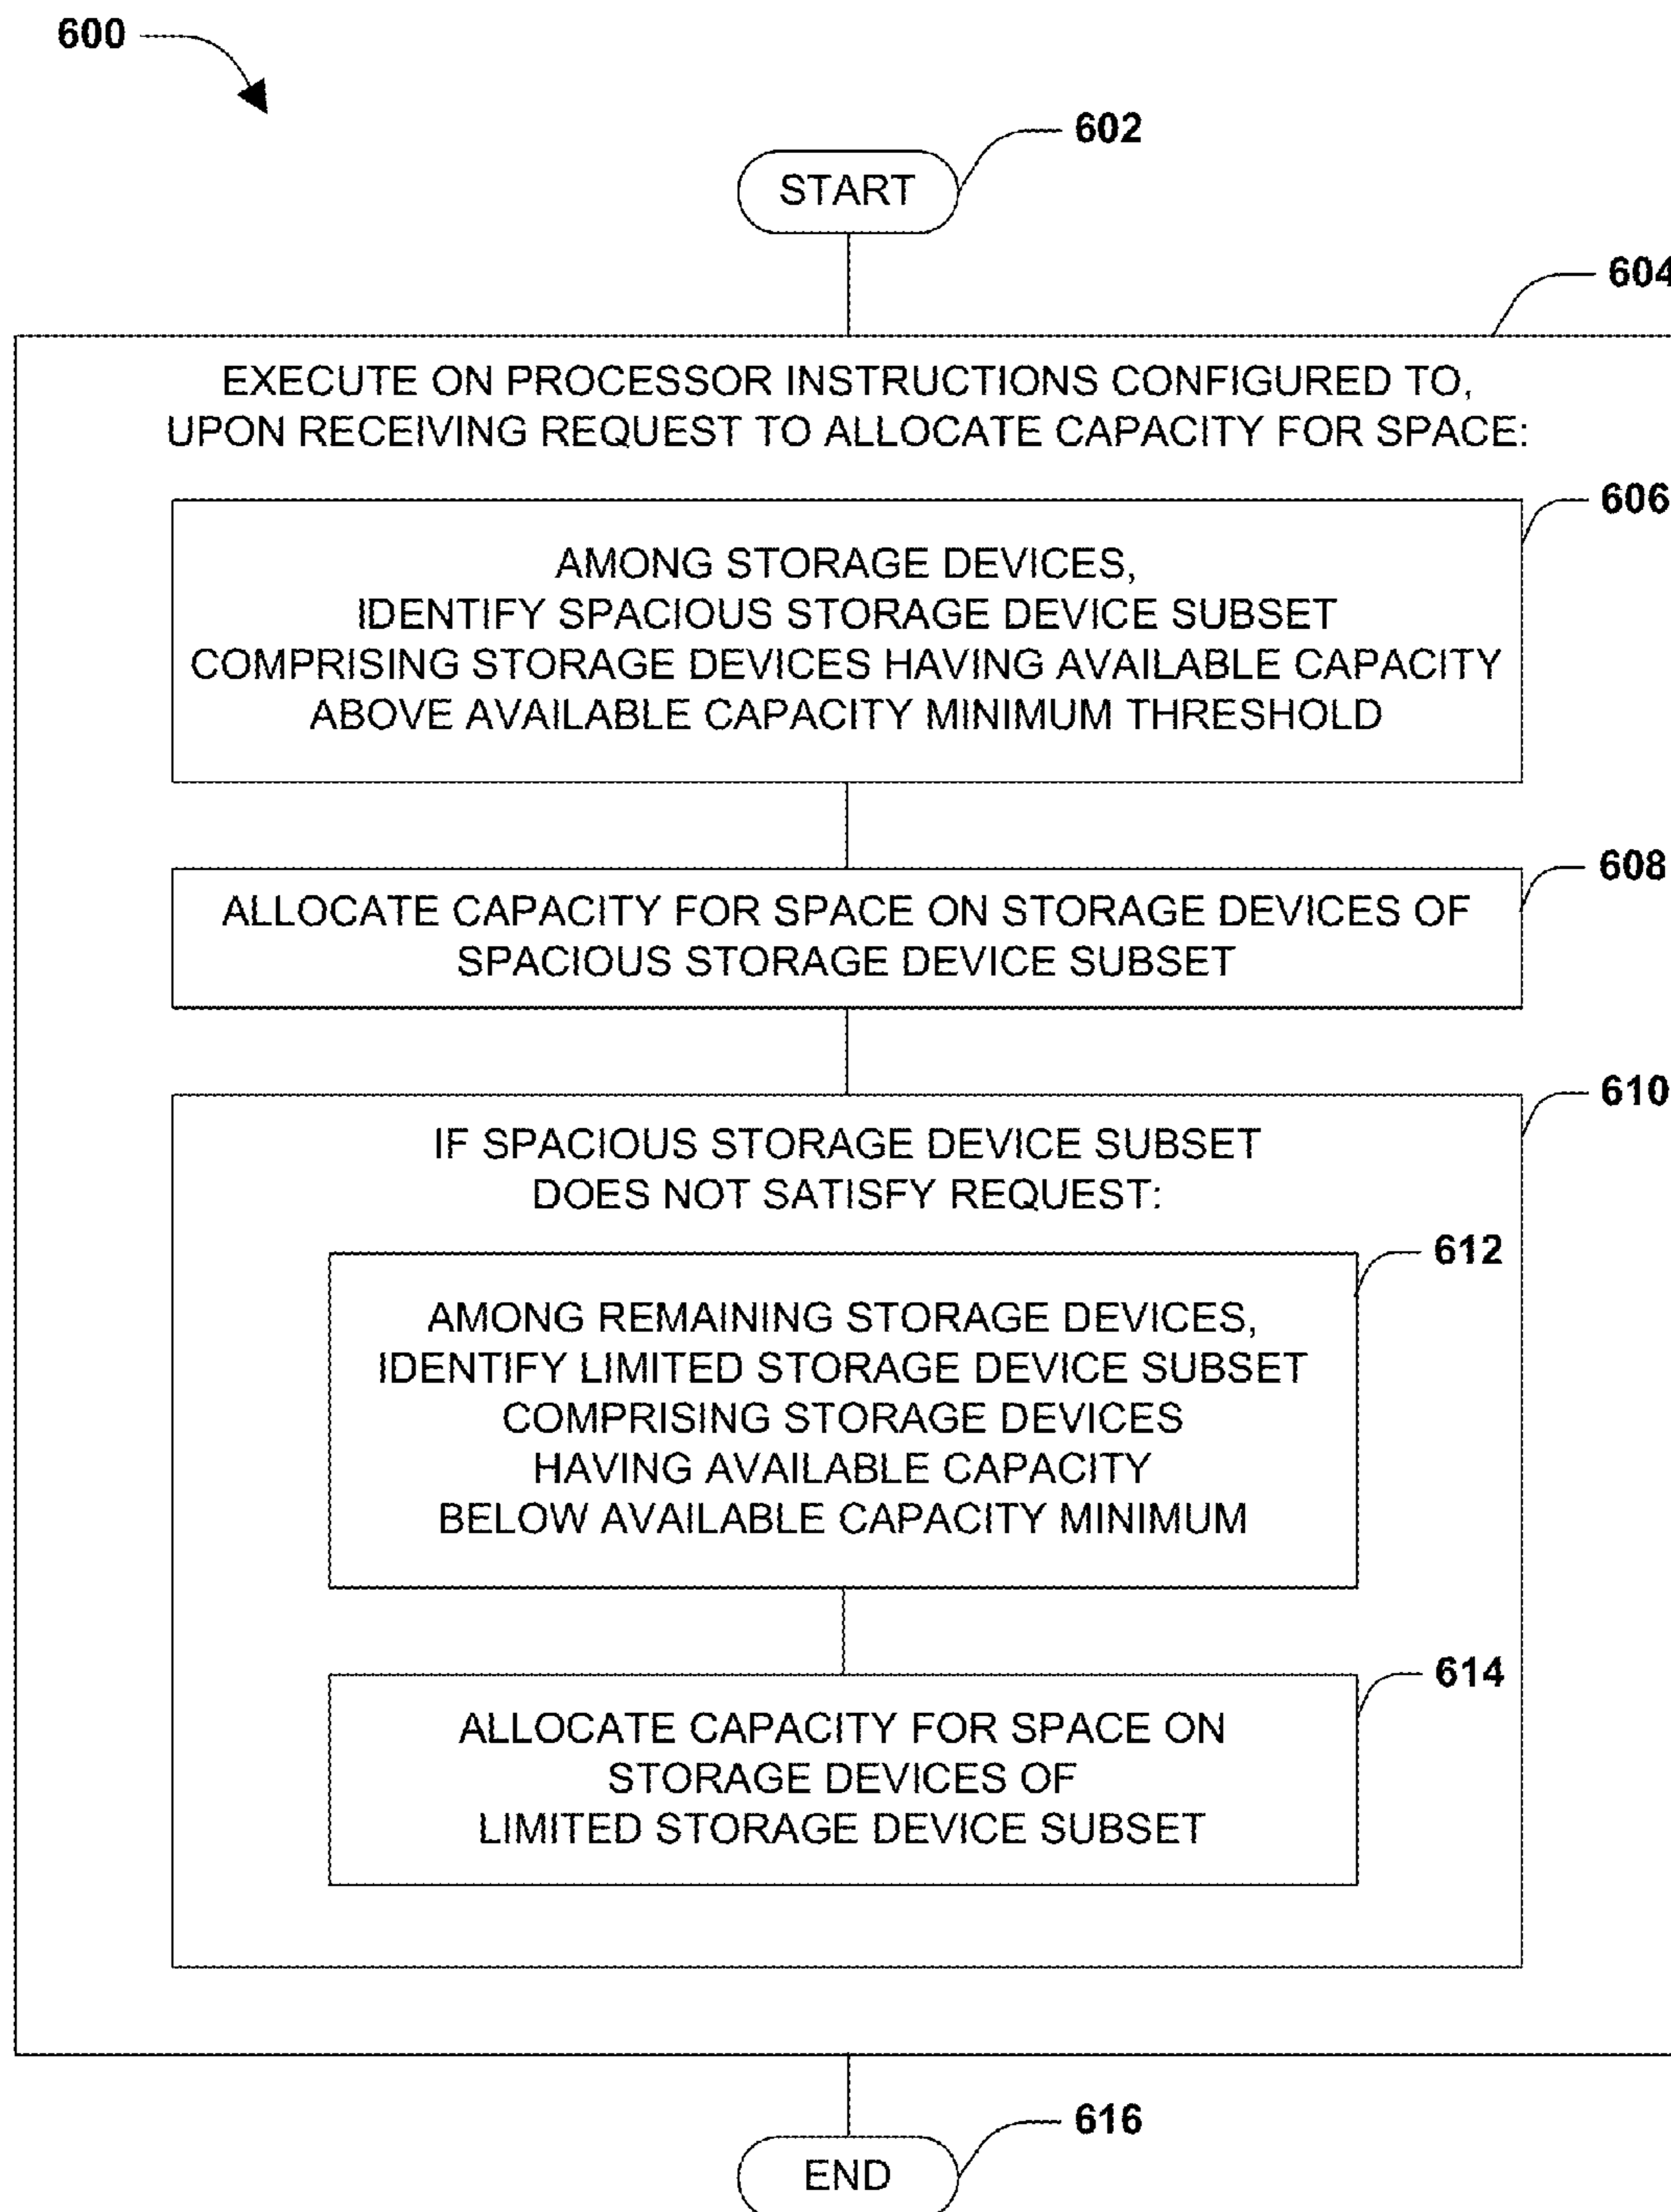 600
602
START
604
EXECUTE ON PROCESSOR INSTRUCTIONS CONFIGURED TO,
UPON RECEIVING REQUEST TO ALLOCATE CAPACITY FOR SPACE:
606
AMONG STORAGE DEVICES,
IDENTIFY SPACIOUS STORAGE DEVICE SUBSET
COMPRISING STORAGE DEVICES HAVING AVAILABLE CAPACITY
ABOVE AVAILABLE CAPACITY MINIMUM THRESHOLD
608
ALLOCATE CAPACITY FOR SPACE ON STORAGE DEVICES OF
SPACIOUS STORAGE DEVICE SUBSET
610
IF SPACIOUS STORAGE DEVICE SUBSET
DOES NOT SATISFY REQUEST:
612
AMONG REMAINING STORAGE DEVICES,
IDENTIFY LIMITED STORAGE DEVICE SUBSET
COMPRISING STORAGE DEVICES
HAVING AVAILABLE CAPACITY
BELOW AVAILABLE CAPACITY MINIMUM
614
ALLOCATE CAPACITY FOR SPACE ON
STORAGE DEVICES OF
LIMITED STORAGE DEVICE SUBSET
616
END